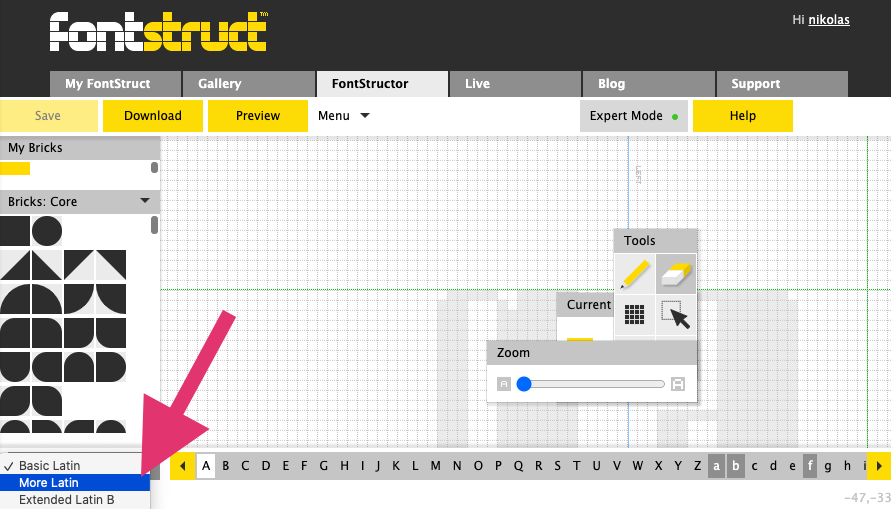 fontstruct™
Hi nikolas
My FontStruct Gallery FontStructor Live Blog Support
Save Download Preview Menu Expert Mode Help
My Bricks
Bricks: Core
LEFT
Tools
Current
Zoom
A A
✓ Basic Latin
More Latin
Extended Latin B
A B C D E F G H I J K L M N O P Q R S T U V W X Y Z a b c d e f g h i
-47,-33